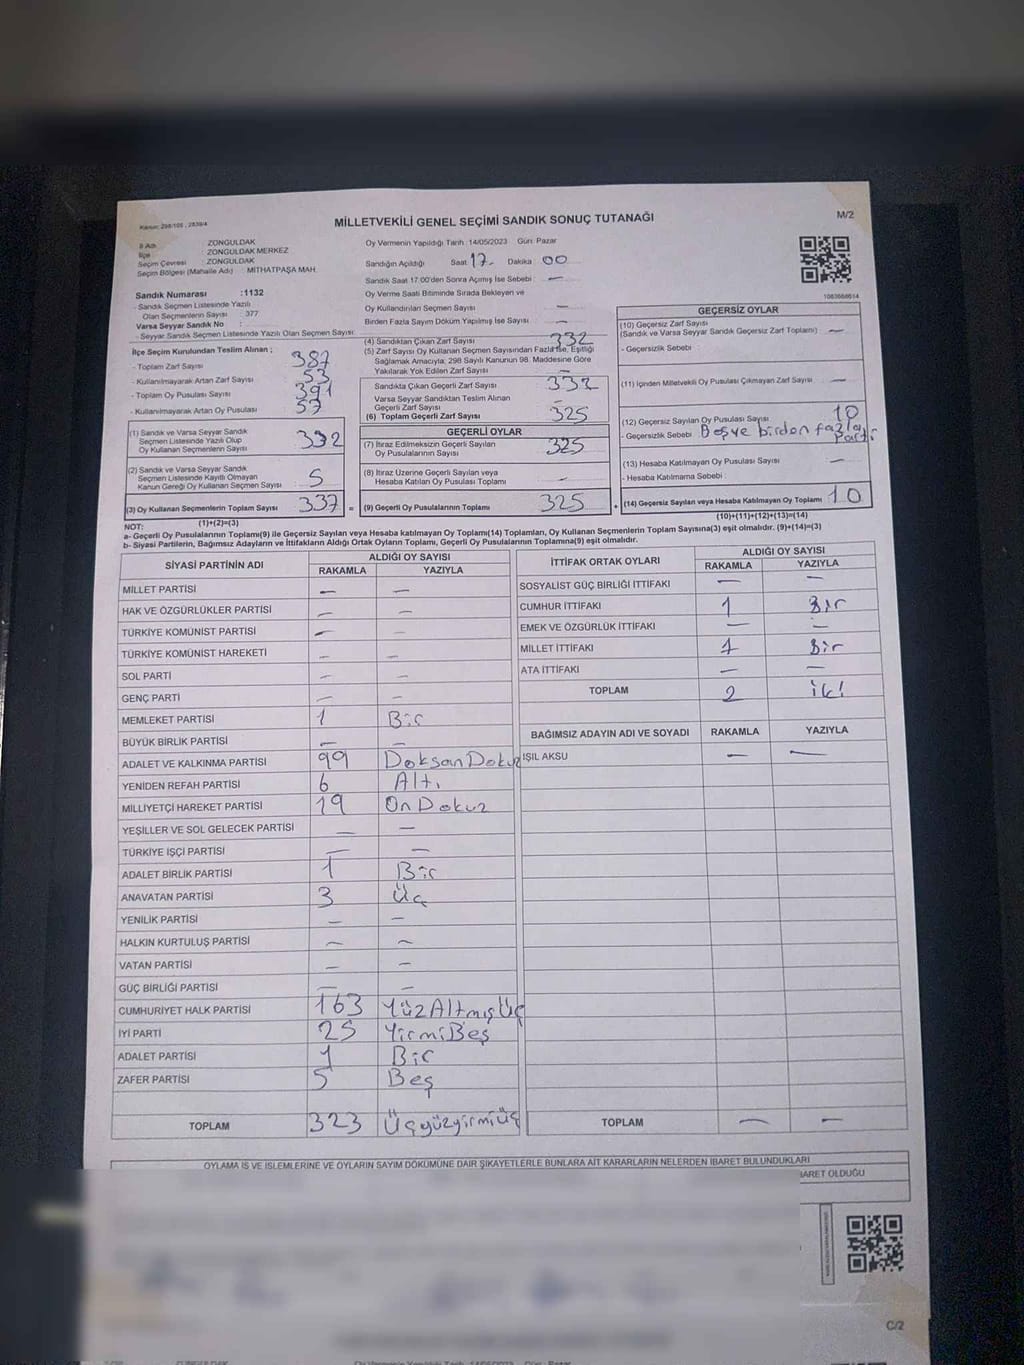 Kanun: 298/105 , 2839/4
MİLLETVEKİLİ GENEL SEÇİMİ SANDIK SONUÇ TUTANAĞI
M/2
İl Adı : ZONGULDAK
İlçe : ZONGULDAK MERKEZ
Seçim Çevresi : ZONGULDAK
Seçim Bölgesi (Mahalle Adı) : MİTHATPAŞA MAH.
Sandık Numarası :1132
Sandık Seçmen Listesinde Yazılı
Olan Seçmenlerin Sayısı : 377
Varsa Seyyar Sandık No :
- Seyyar Sandık Seçmen Listesinde Yazılı Olan Seçmen Sayısı:
İlçe Seçim Kurulundan Teslim Alınan ;
- Toplam Zarf Sayısı 387
- Kullanılmayarak Artan Zarf Sayısı 53
- Toplam Oy Pusulası Sayısı 391
- Kullanılmayarak Artan Oy Pusulası 57
(1) Sandık ve Varsa Seyyar Sandık
Seçmen Listesinde Yazılı Olup
Oy Kullanan Seçmenlerin Sayısı 332
(2) Sandık ve Varsa Seyyar Sandık
Seçmen Listesinde Kayıtlı Olmayan
Kanun Gereği Oy Kullanan Seçmen Sayısı 5
(3) Oy Kullanan Seçmenlerin Toplam Sayısı 337 =
(1)+(2)=(3)
Oy Vermenin Yapıldığı Tarih :14/05/2023 Gün: Pazar
Sandığın Açıldığı Saat 17 Dakika 00
Sandık Saat 17.00'den Sonra Açılmış İse Sebebi : —
Oy Verme Saati Bitiminde Sırada Bekleyen ve
Oy Kullandırılan Seçmen Sayısı —
Birden Fazla Sayım Döküm Yapılmış İse Sayısı : —
(4) Sandıktan Çıkan Zarf Sayısı 332
(5) Zarf Sayısı Oy Kullanan Seçmen Sayısından Fazla İse, Eşitliği
Sağlamak Amacıyla; 298 Sayılı Kanunun 98. Maddesine Göre
Yakılarak Yok Edilen Zarf Sayısı —
Sandıkta Çıkan Geçerli Zarf Sayısı 332
Varsa Seyyar Sandıktan Teslim Alınan
Geçerli Zarf Sayısı —
(6) Toplam Geçerli Zarf Sayısı 325
GEÇERLİ OYLAR
(7) İtiraz Edilmeksizin Geçerli Sayılan
Oy Pusulalarının Sayısı 325
(8) İtiraz Üzerine Geçerli Sayılan veya
Hesaba Katılan Oy Pusulası Toplamı —
(9) Geçerli Oy Pusulalarının Toplamı 325 +
1083668614
GEÇERSİZ OYLAR
(10) Geçersiz Zarf Sayısı
(Sandık ve Varsa Seyyar Sandık Geçersiz Zarf Toplamı) —
- Geçersizlik Sebebi :
(11) İçinden Milletvekili Oy Pusulası Çıkmayan Zarf Sayısı —
(12) Geçersiz Sayılan Oy Pusulası Sayısı 10
- Geçersizlik Sebebi Boş ve birden fazla
Parti
(13) Hesaba Katılmayan Oy Pusulası Sayısı —
- Hesaba Katılmama Sebebi :
(14) Geçersiz Sayılan veya Hesaba Katılmayan Oy Toplamı 10
(10)+(11)+(12)+(13)=(14)
NOT:
a- Geçerli Oy Pusulasının Toplamı(9) ile Geçersiz Sayılan veya Hesaba katılmayan Oy Toplamı(14) Toplamları, Oy Kullanan Seçmenlerin Toplam Sayısına(3) eşit olmalıdır. (9)+(14)=(3)
b- Siyasi Partilerin, Bağımsız Adayların ve İttifakların Aldığı Ortak Oyların Toplamı, Geçerli Oy Pusulalarının Toplamına(9) eşit olmalıdır.
SİYASİ PARTİNİN ADI ALDIĞI OY SAYISI
RAKAMLA YAZIYLA
MİLLET PARTİSİ — —
HAK VE ÖZGÜRLÜKLER PARTİSİ — —
TÜRKİYE KOMÜNİST PARTİSİ — —
TÜRKİYE KOMÜNİST HAREKETİ — —
SOL PARTİ — —
GENÇ PARTİ — —
MEMLEKET PARTİSİ 1 Bir
BÜYÜK BİRLİK PARTİSİ — —
ADALET VE KALKINMA PARTİSİ 99 Doksan Dokuz
YENİDEN REFAH PARTİSİ 6 Altı
MİLLİYETÇİ HAREKET PARTİSİ 19 On Dokuz
YEŞİLLER VE SOL GELECEK PARTİSİ — —
TÜRKİYE İŞÇİ PARTİSİ — —
ADALET BİRLİK PARTİSİ 1 Bir
ANAVATAN PARTİSİ 3 Üç
YENİLİK PARTİSİ — —
HALKIN KURTULUŞ PARTİSİ — —
VATAN PARTİSİ — —
GÜÇ BİRLİĞİ PARTİSİ — —
CUMHURİYET HALK PARTİSİ 163 YüzAltmışÜç
İYİ PARTİ 25 YirmiBeş
ADALET PARTİSİ 1 Bir
ZAFER PARTİSİ 5 Beş
TOPLAM 323 Üçyüzyirmiüç
İTTİFAK ORTAK OYLARI ALDIĞI OY SAYISI
RAKAMLA YAZIYLA
SOSYALİST GÜÇ BİRLİĞİ İTTİFAKI — —
CUMHUR İTTİFAKI 1 Bir
EMEK VE ÖZGÜRLÜK İTTİFAKI — —
MİLLET İTTİFAKI 1 Bir
ATA İTTİFAKI — —
TOPLAM 2 iki
BAĞIMSIZ ADAYIN ADI VE SOYADI RAKAMLA YAZIYLA
IŞIL AKSU — —
TOPLAM — —
OYLAMA İŞ VE İŞLEMLERİNE VE OYLARIN SAYIM DÖKÜMÜNE DAİR ŞİKAYETLERLE BUNLARA AİT KARARLARIN NELERDEN İBARET BULUNDUKLARI
BARET OLDUĞU
C/2
ZONGULDAK
Oy Vermenin Yapıldığı Tarih :14/05/2023 Gün: Pazar